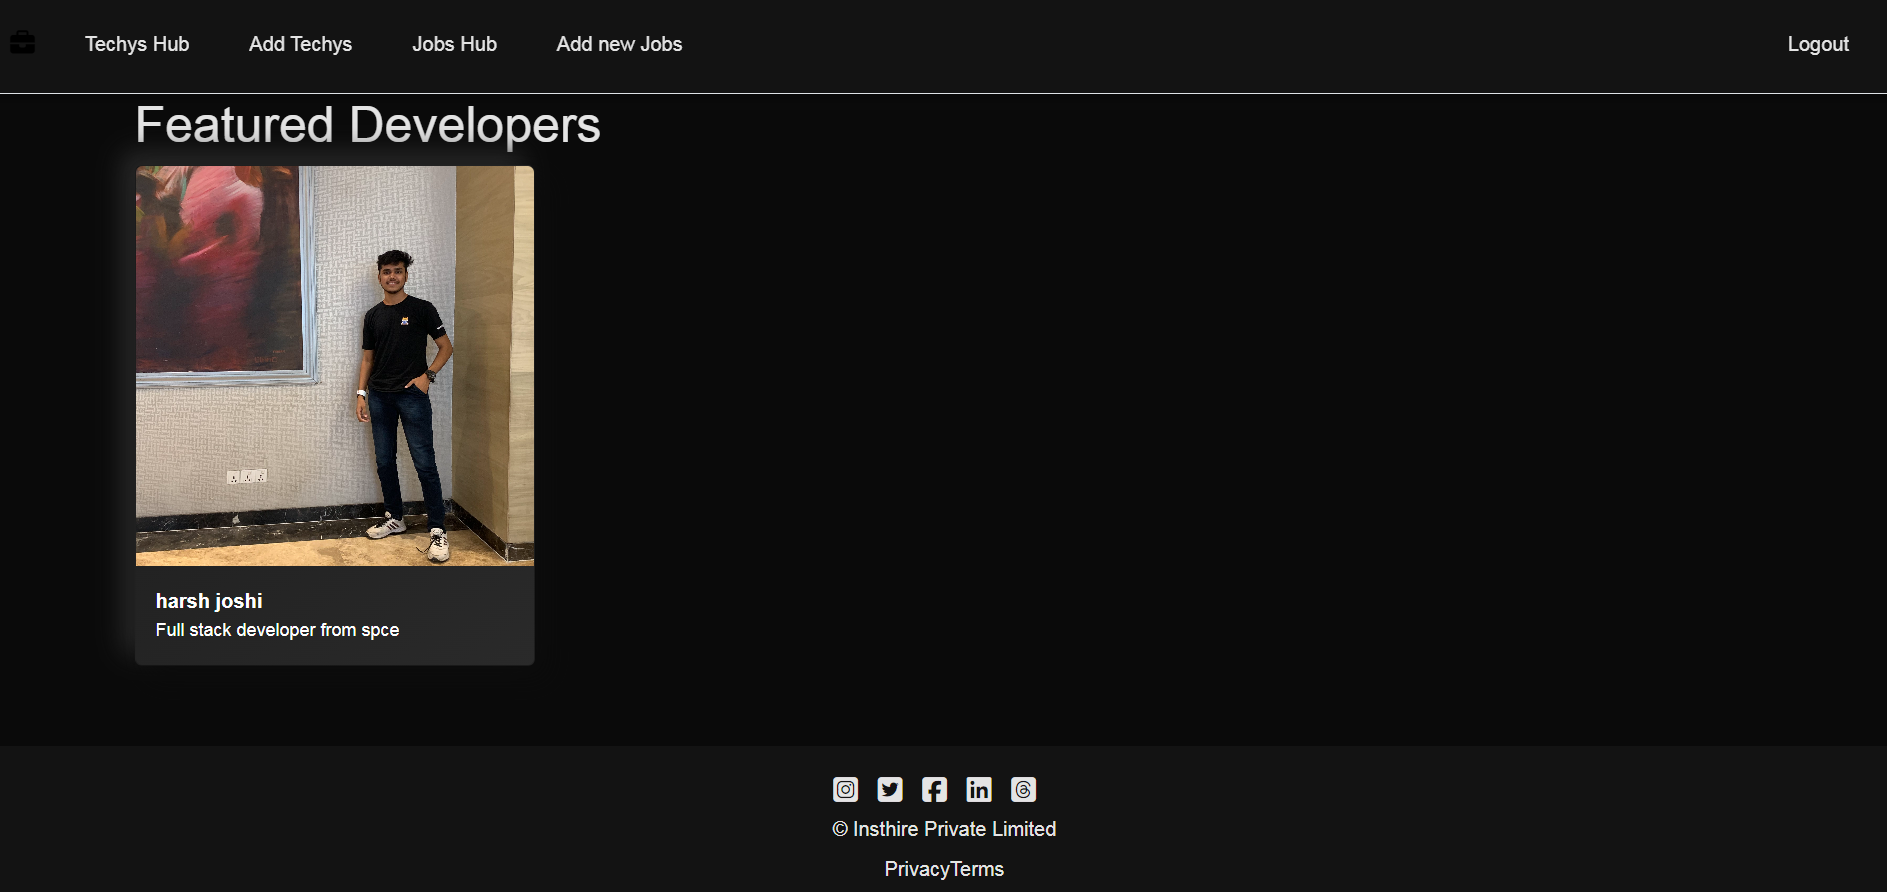 Techys Hub Add Techys Jobs Hub Add new Jobs Logout
Featured Developers
harsh joshi
Full stack developer from spce
© Insthire Private Limited
PrivacyTerms